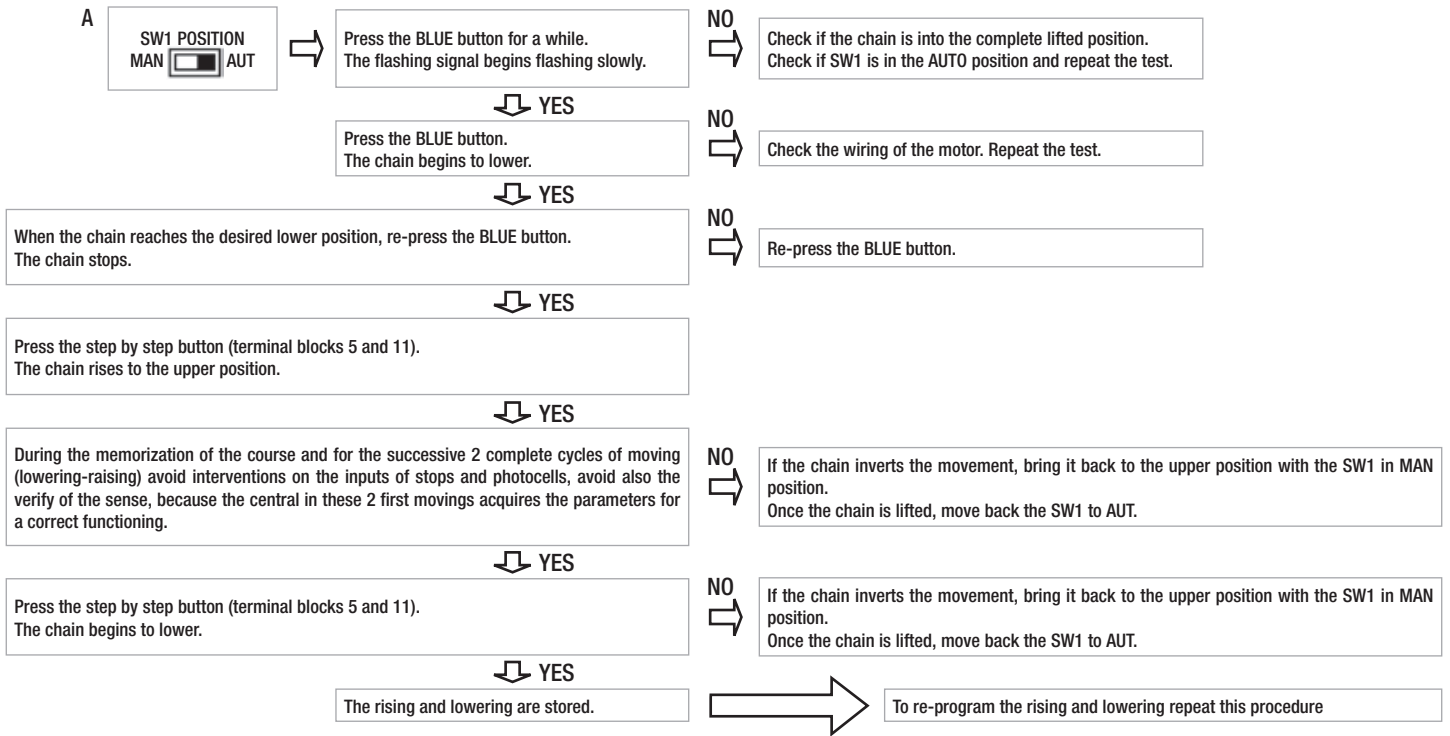 A
SW1 POSITION
MAN AUT
Press the BLUE button for a while.
The flashing signal begins flashing slowly.
NO
Check if the chain is into the complete lifted position.
Check if SW1 is in the AUTO position and repeat the test.
YES
Press the BLUE button.
The chain begins to lower.
NO
Check the wiring of the motor. Repeat the test.
YES
When the chain reaches the desired lower position, re-press the BLUE button.
The chain stops.
NO
Re-press the BLUE button.
YES
Press the step by step button (terminal blocks 5 and 11).
The chain rises to the upper position.
YES
During the memorization of the course and for the successive 2 complete cycles of moving
(lowering-raising) avoid interventions on the inputs of stops and photocells, avoid also the
verify of the sense, because the central in these 2 first movings acquires the parameters for
a correct functioning.
NO
If the chain inverts the movement, bring it back to the upper position with the SW1 in MAN
position.
Once the chain is lifted, move back the SW1 to AUT.
YES
Press the step by step button (terminal blocks 5 and 11).
The chain begins to lower.
NO
If the chain inverts the movement, bring it back to the upper position with the SW1 in MAN
position.
Once the chain is lifted, move back the SW1 to AUT.
YES
The rising and lowering are stored.
To re-program the rising and lowering repeat this procedure